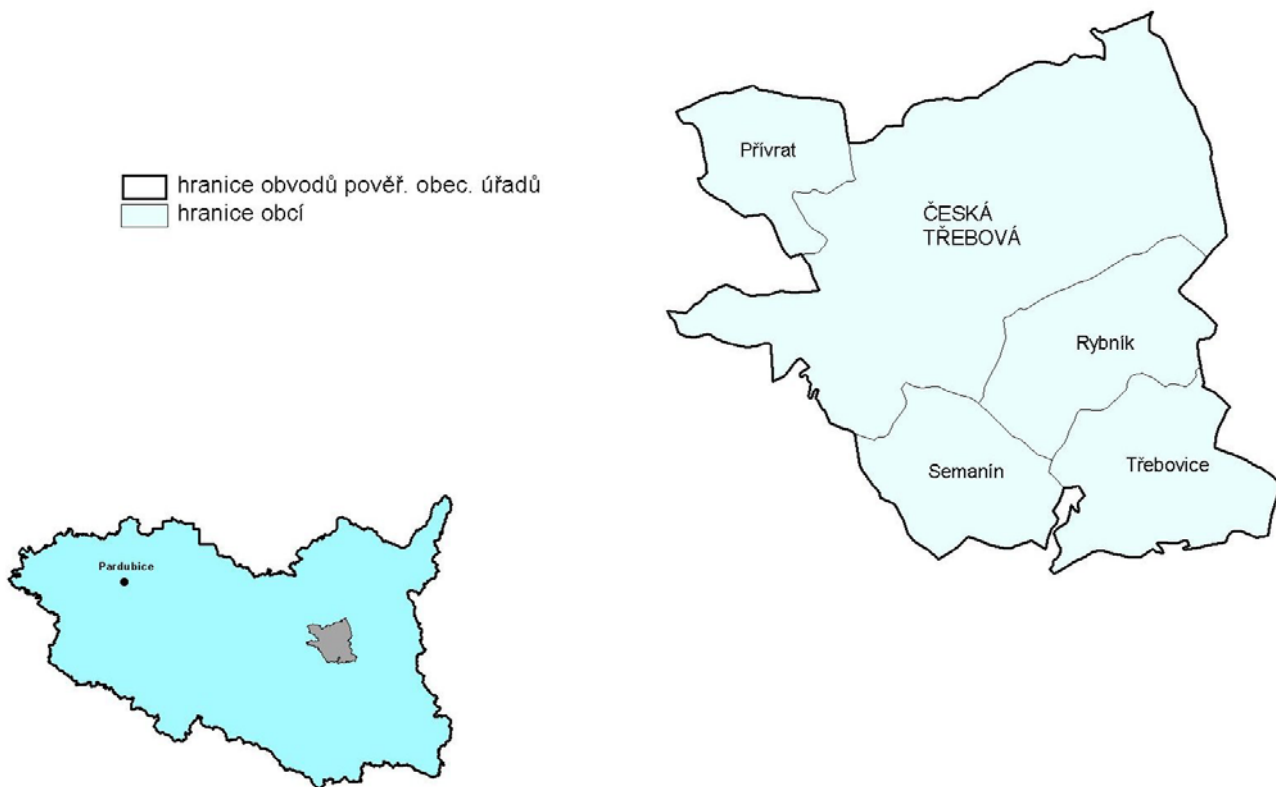 hranice obvodů pověř. obec. úřadů
hranice obcí
Přívrat
ČESKÁ
TŘEBOVÁ
Rybník
Semanín
Třebovice
Pardubice